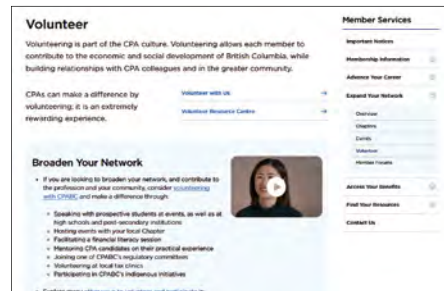 Volunteer
Volunteering is part of the CPA culture. Volunteering allows each member to
contribute to the economic and social development of British Columbia, while
building relationships with CPA colleagues and in the greater community.
CPAs can make a difference by
volunteering; it is an extremely
rewarding experience.
Volunteer with Us
Volunteer Resource Centre
Broaden Your Network
If you are looking to broaden your network, and contribute to
the profession and your community, consider volunteering
with CPABC and make a difference through:
Speaking with prospective students at events, as well as at
high schools and post-secondary institutions
Hosting events with your local Chapter
Facilitating a financial literacy session
Mentoring CPA candidates on their practical experience
Joining one of CPABC's regulatory committees
Volunteering at local tax clinics
Participating in CPABC's Indigenous initiatives
Member Services
Important Notices
Membership Information
Advance Your Career
Expand Your Network
Overview
Chapters
Events
Volunteer
Member Forums
Access Your Benefits
Find Your Resources
Contact Us